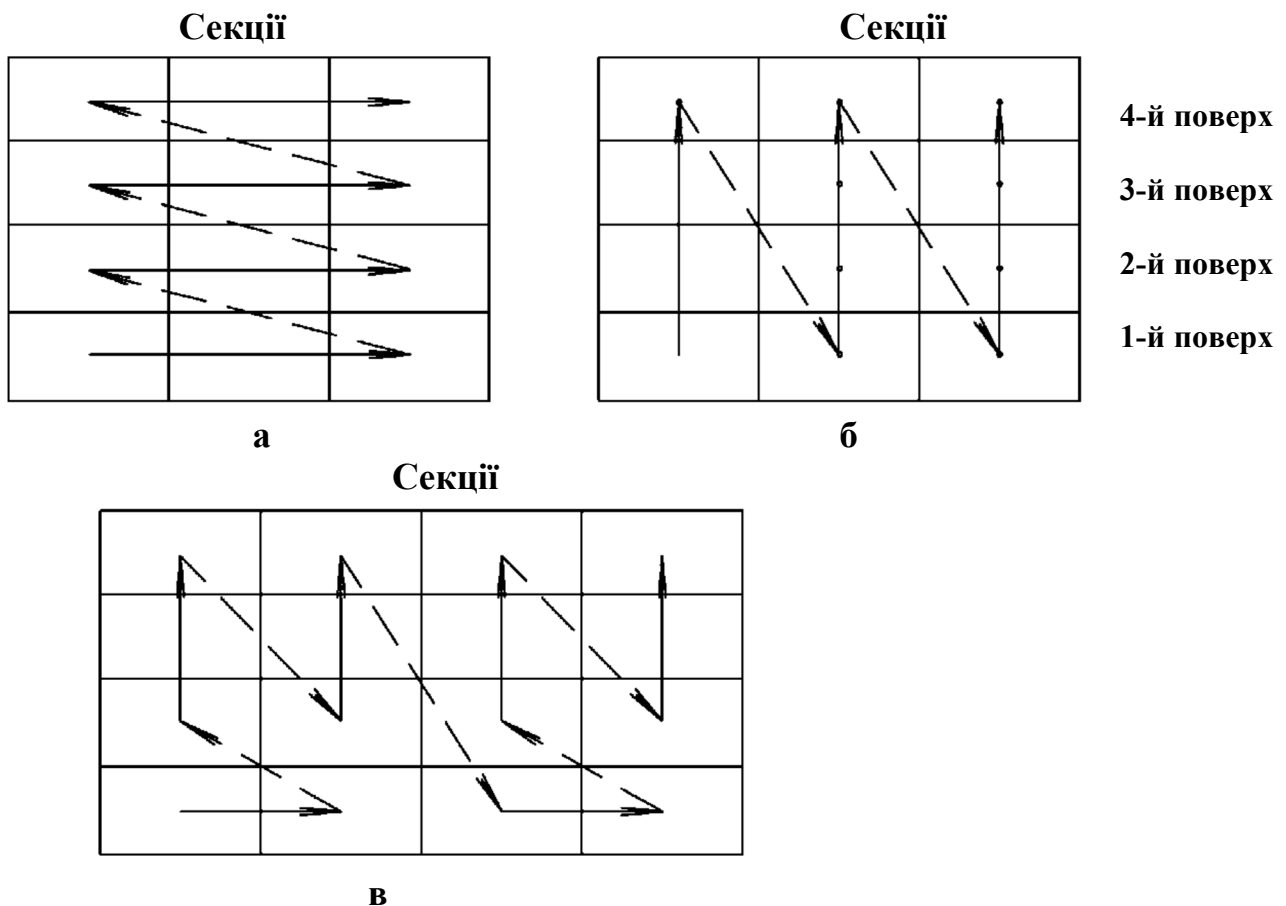 Секції
Секції
4-й поверх
3-й поверх
2-й поверх
1-й поверх
а
б
Секції
в